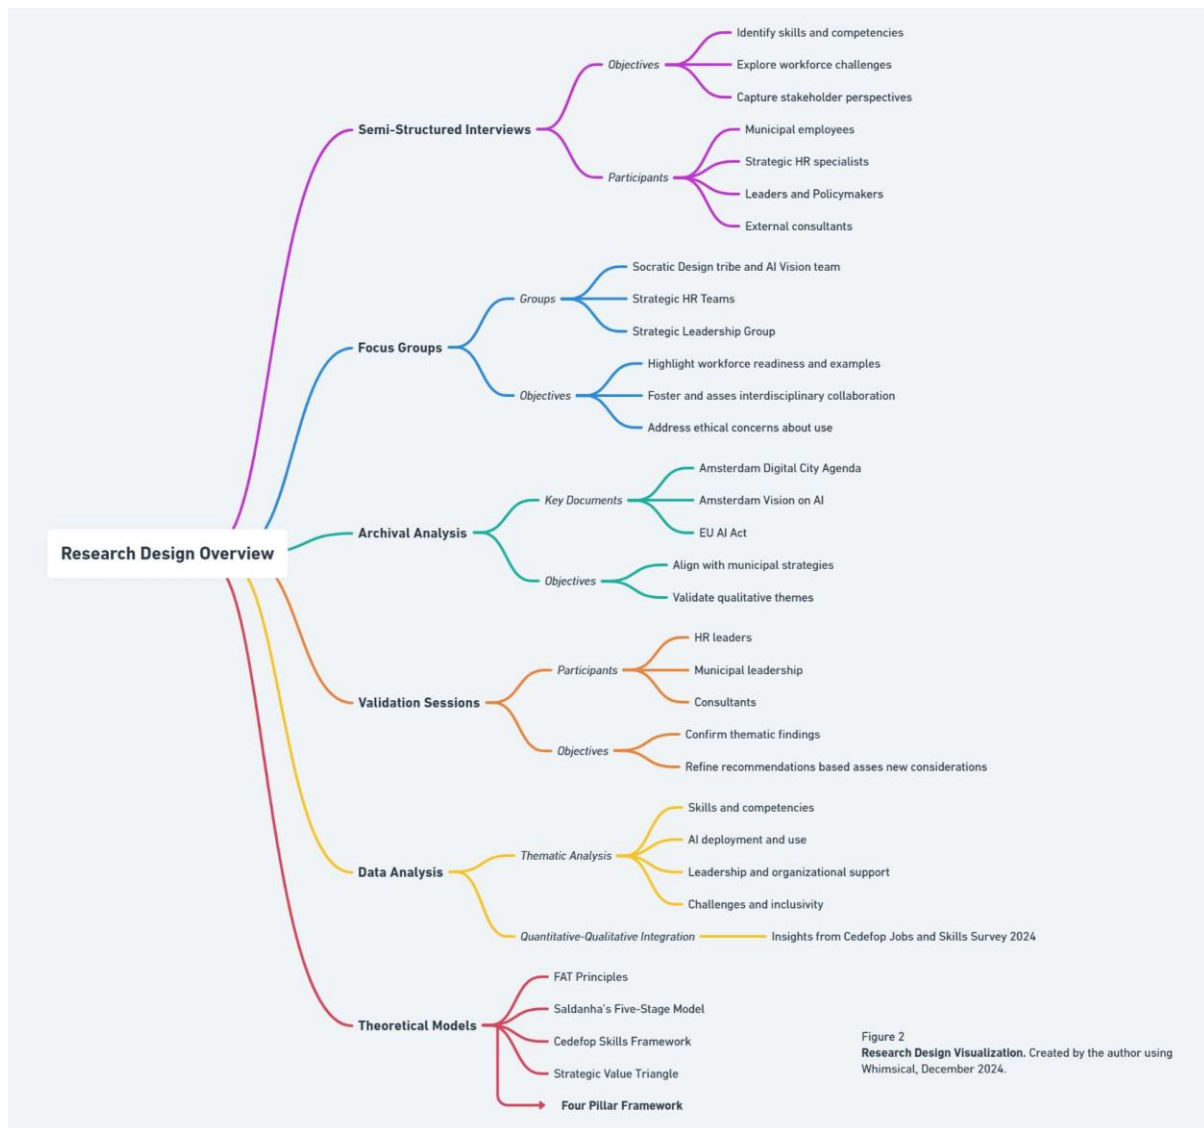 Research Design Overview
Semi-Structured Interviews
Objectives
Identify skills and competencies
Explore workforce challenges
Capture stakeholder perspectives
Participants
Municipal employees
Strategic HR specialists
Leaders and Policymakers
External consultants
Focus Groups
Groups
Socratic Design tribe and AI Vision team
Strategic HR Teams
Strategic Leadership Group
Objectives
Highlight workforce readiness and examples
Foster and asses interdisciplinary collaboration
Address ethical concerns about use
Archival Analysis
Key Documents
Amsterdam Digital City Agenda
Amsterdam Vision on AI
EU AI Act
Objectives
Align with municipal strategies
Validate qualitative themes
Validation Sessions
Participants
HR leaders
Municipal leadership
Consultants
Objectives
Confirm thematic findings
Refine recommendations based asses new considerations
Data Analysis
Thematic Analysis
Skills and competencies
AI deployment and use
Leadership and organizational support
Challenges and inclusivity
Quantitative-Qualitative Integration
Insights from Cedefop Jobs and Skills Survey 2024
Theoretical Models
FAT Principles
Saldanha's Five-Stage Model
Cedefop Skills Framework
Strategic Value Triangle
Four Pillar Framework
Figure 2
Research Design Visualization. Created by the author using
Whimsical, December 2024.